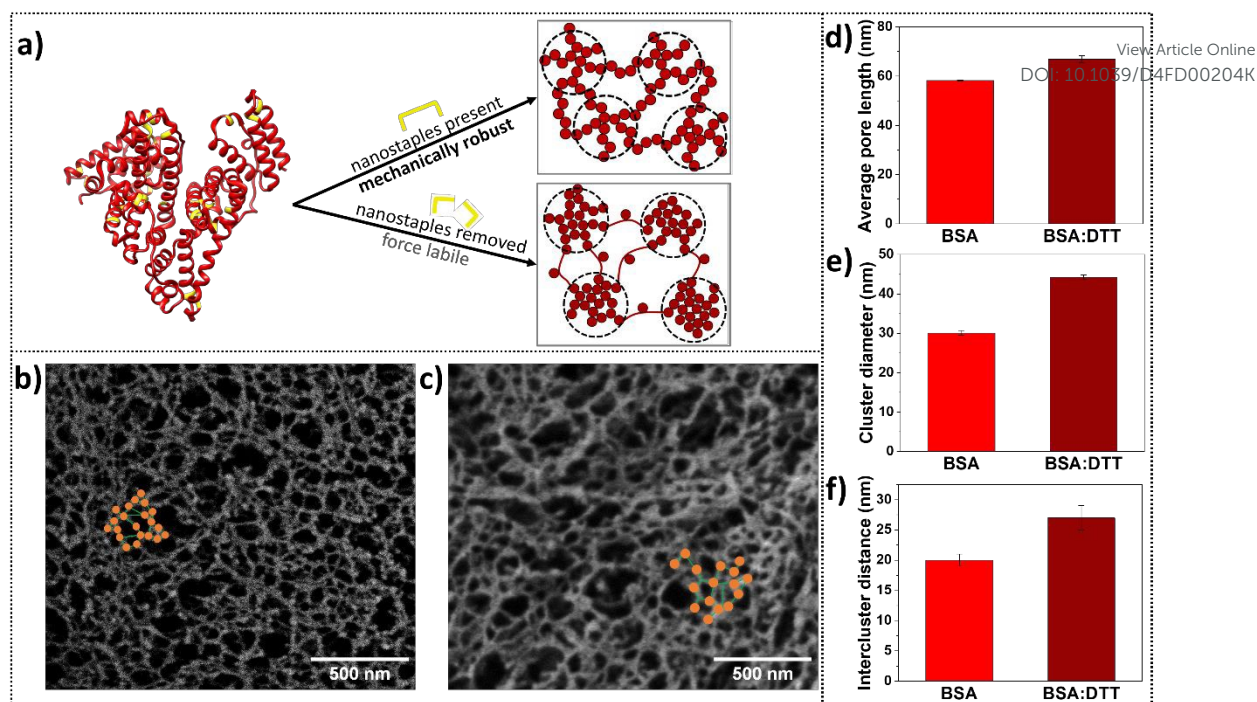 a)
nanostaples present
mechanically robust
nanostaples removed
force labile
b)
500 nm
c)
500 nm
d)
View Article Online
DOI: 10.1039/D4FD00204K
Average pore length (nm)
80
60
40
20
0
BSA
BSA:DTT
e)
Cluster diameter (nm)
50
40
30
20
10
0
BSA
BSA:DTT
f)
Intercluster distance (nm)
30
25
20
15
10
5
0
BSA
BSA:DTT